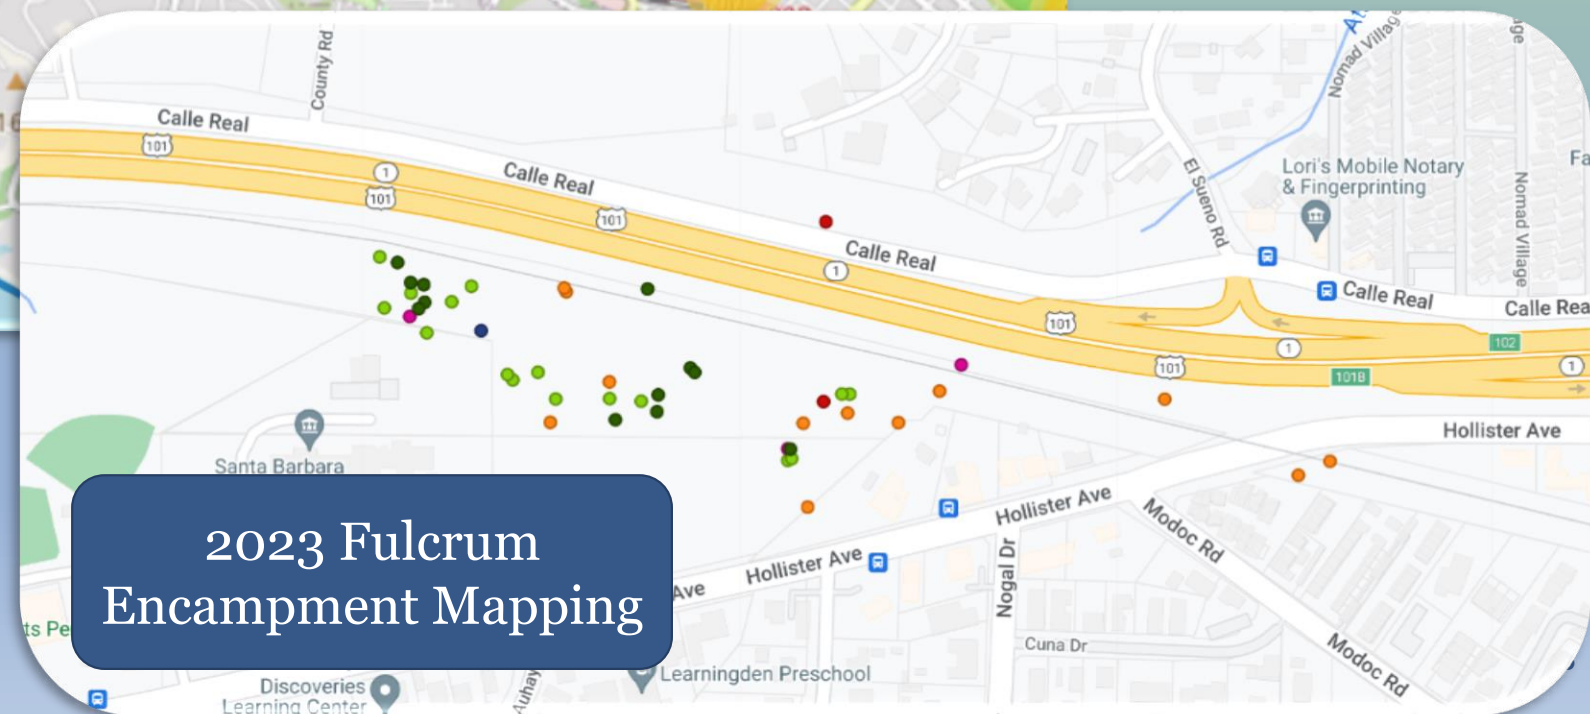 County Rd
Calle Real
101
1
101
Calle Real
101
Calle Real
1
El Sueno Rd
Nomad Village
Lori's Mobile Notary
& Fingerprinting
Nomad Village
Calle Real
101
102
1
101
101B
1
Hollister Ave
Santa Barbara
Hollister Ave
Modoc Rd
2023 Fulcrum
Encampment Mapping
Hollister Ave
Ave
Nogal Dr
Cuna Dr
Modoc Rd
Learningden Preschool
Discoveries
Learning Center